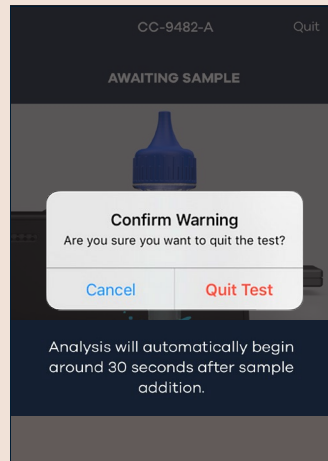 CC-9482-A
Quit
AWAITING SAMPLE
Confirm Warning
Are you sure you want to quit the test?
Cancel
Quit Test
Analysis will automatically begin
around 30 seconds after sample
addition.